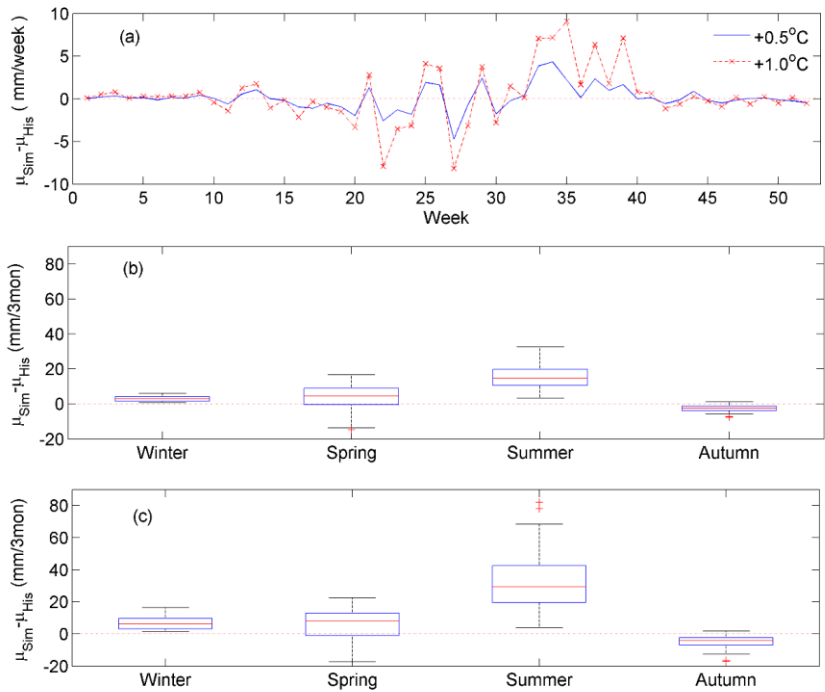 (a)
+0.5°C
+1.0°C
μSim-μHis (mm/week)
10
5
0
-5
-10
0 5 10 15 20 25 30 35 40 45 50
Week
(b)
μSim-μHis (mm/3mon)
80
60
40
20
0
-20
Winter Spring Summer Autumn
(c)
μSim-μHis (mm/3mon)
80
60
40
20
0
-20
Winter Spring Summer Autumn